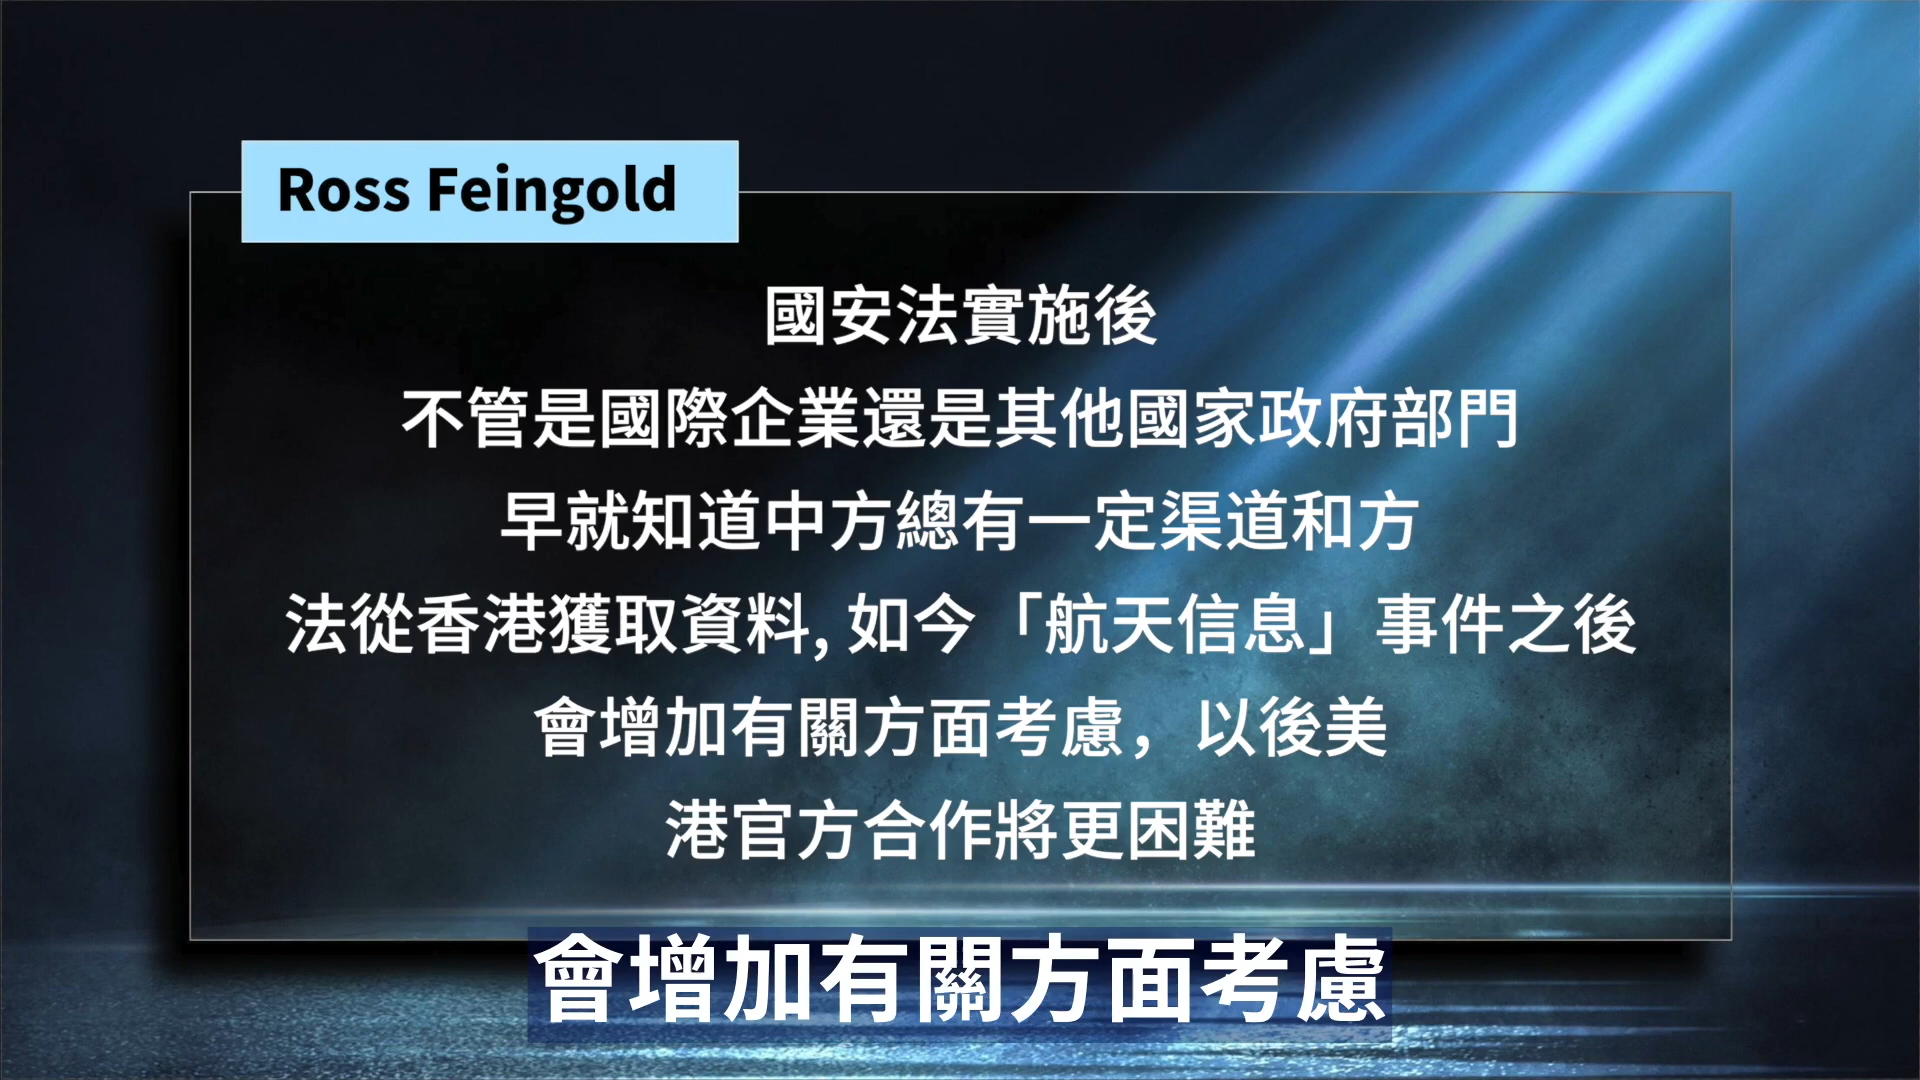 Ross Feingold
國安法實施後
不管是國際企業還是其他國家政府部門
早就知道中方總有一定渠道和方
法從香港獲取資料, 如今「航天信息」事件之後
會增加有關方面考慮，以後美
港官方合作將更困難
會增加有關方面考慮